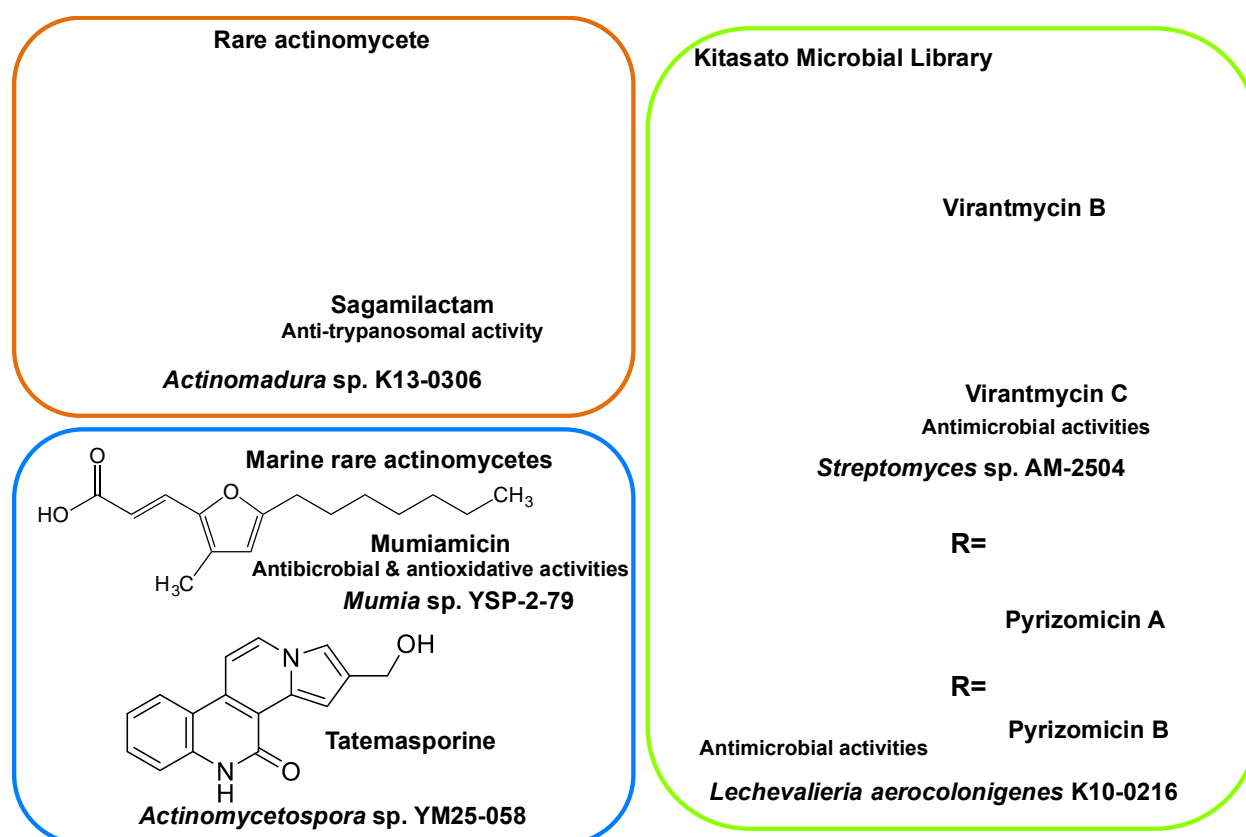 Rare actinomycete
Sagamilactam
Anti-trypanosomal activity
Actinomadura sp. K13-0306
Marine rare actinomycetes
O
HO
O
CH3
H3C
Mumiamicin
Antibicrobial & antioxidative activities
Mumia sp. YSP-2-79
OH
N
N
H
O
Tatemasporine
Actinomycetospora sp. YM25-058
Kitasato Microbial Library
Virantmycin B
Virantmycin C
Antimicrobial activities
Streptomyces sp. AM-2504
R=
Pyrizomicin A
R=
Pyrizomicin B
Antimicrobial activities
Lechevalieria aerocolonigenes K10-0216